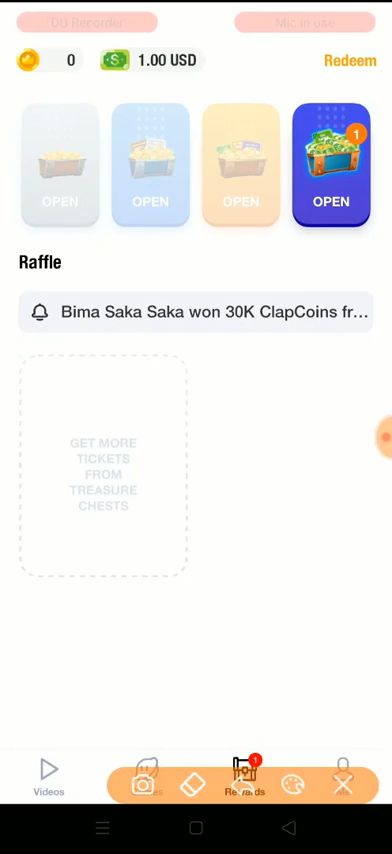 DU Recorder
Mic in use
0
1.00 USD
Redeem
1
OPEN
OPEN
OPEN
OPEN
Raffle
Bima Saka Saka won 30K ClapCoins fr...
GET MORE
TICKETS
FROM
TREASURE
CHESTS
1
Videos
Rewards